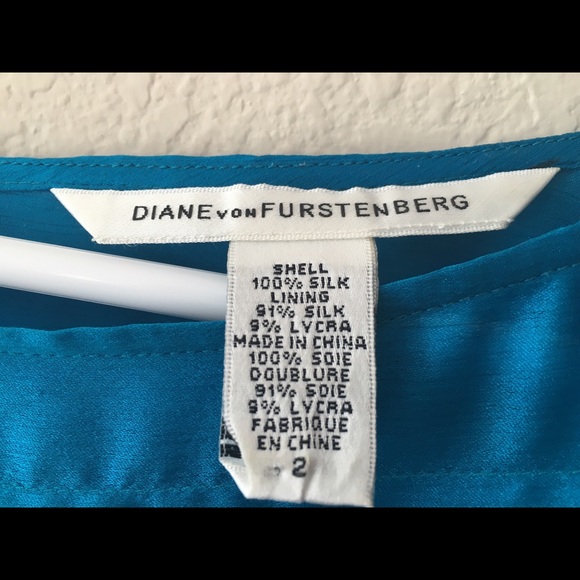 DIANE VON FURSTENBERG
SHELL
100% SILK
LINING
91% SILK
9% LYCRA
MADE IN CHINA
100% SOIE
DOUBLURE
91% SOIE
9% LYCRA
FABRIQUE
EN CHINE
2